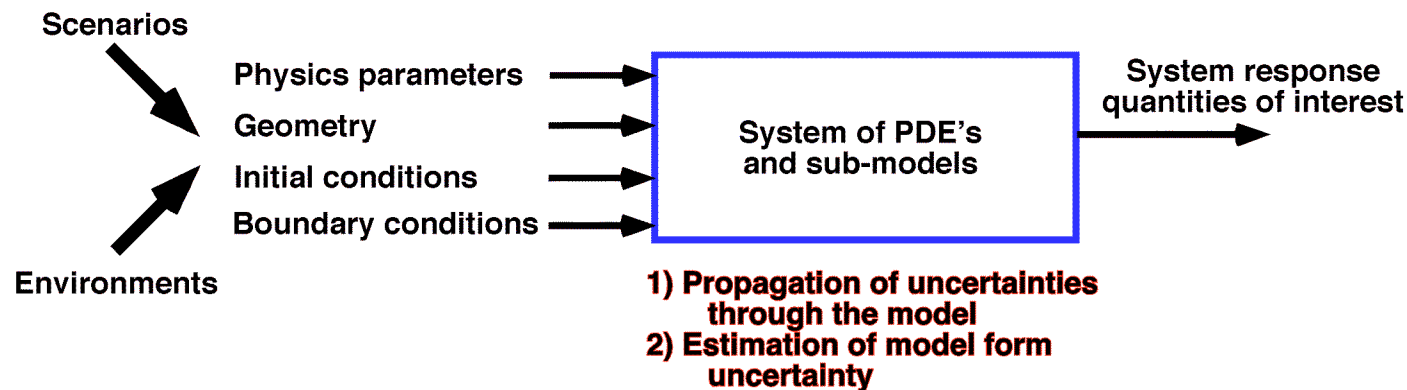 Scenarios
Physics parameters
Geometry
Initial conditions
Boundary conditions
Environments
System of PDE's
and sub-models
System response
quantities of interest
1) Propagation of uncertainties
through the model
2) Estimation of model form
uncertainty